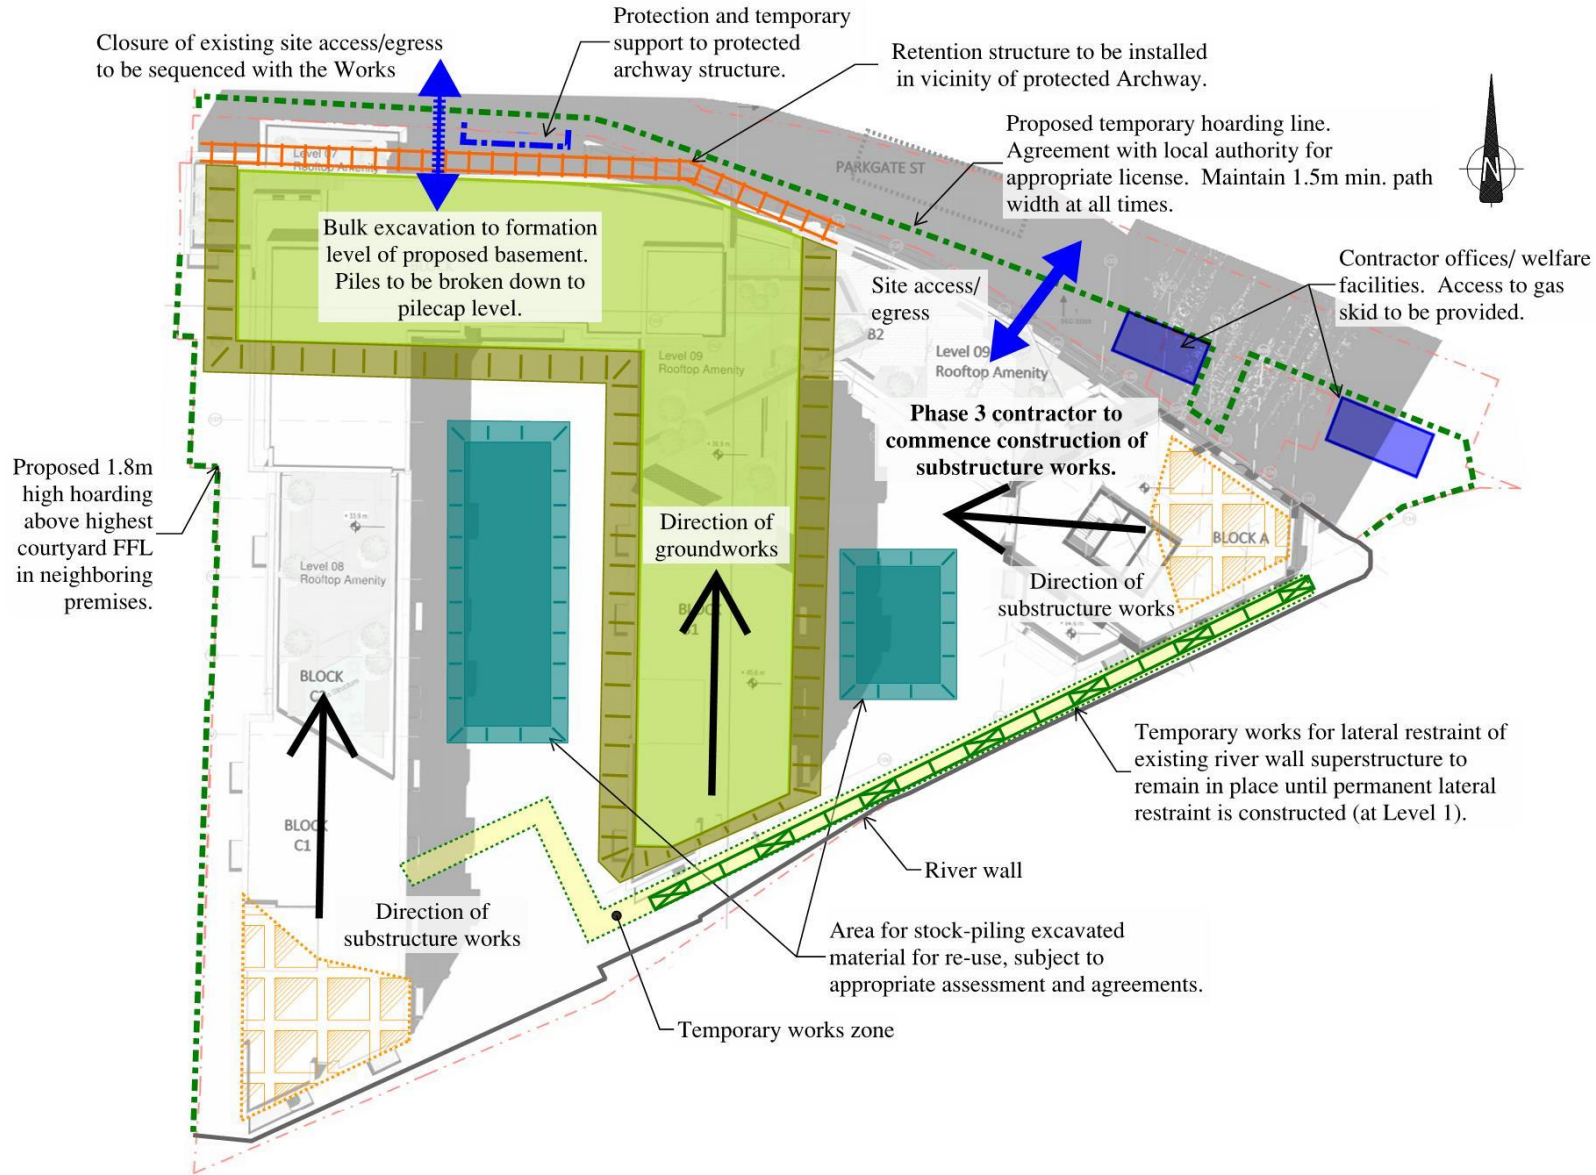 Closure of existing site access/egress
to be sequenced with the Works
Protection and temporary
support to protected
archway structure.
Retention structure to be installed
in vicinity of protected Archway.
Proposed temporary hoarding line.
Agreement with local authority for
appropriate license. Maintain 1.5m min. path
width at all times.
N
Level 07
Rooftop Amenity
PARKGATE ST
Bulk excavation to formation
level of proposed basement.
Piles to be broken down to
pilecap level.
Contractor offices/ welfare
facilities. Access to gas
skid to be provided.
Site access/
egress
B2
Level 09
Rooftop Amenity
Level 09
Rooftop Amenity
Phase 3 contractor to
commence construction of
substructure works.
Proposed 1.8m
high hoarding
above highest
courtyard FFL
in neighboring
premises.
Direction of
groundworks
BLOCK A
Level 08
Rooftop Amenity
Direction of
substructure works
BLOCK
C1
BLOCK
Temporary works for lateral restraint of
existing river wall superstructure to
remain in place until permanent lateral
restraint is constructed (at Level 1).
BLOCK
C1
River wall
Direction of
substructure works
Area for stock-piling excavated
material for re-use, subject to
appropriate assessment and agreements.
Temporary works zone